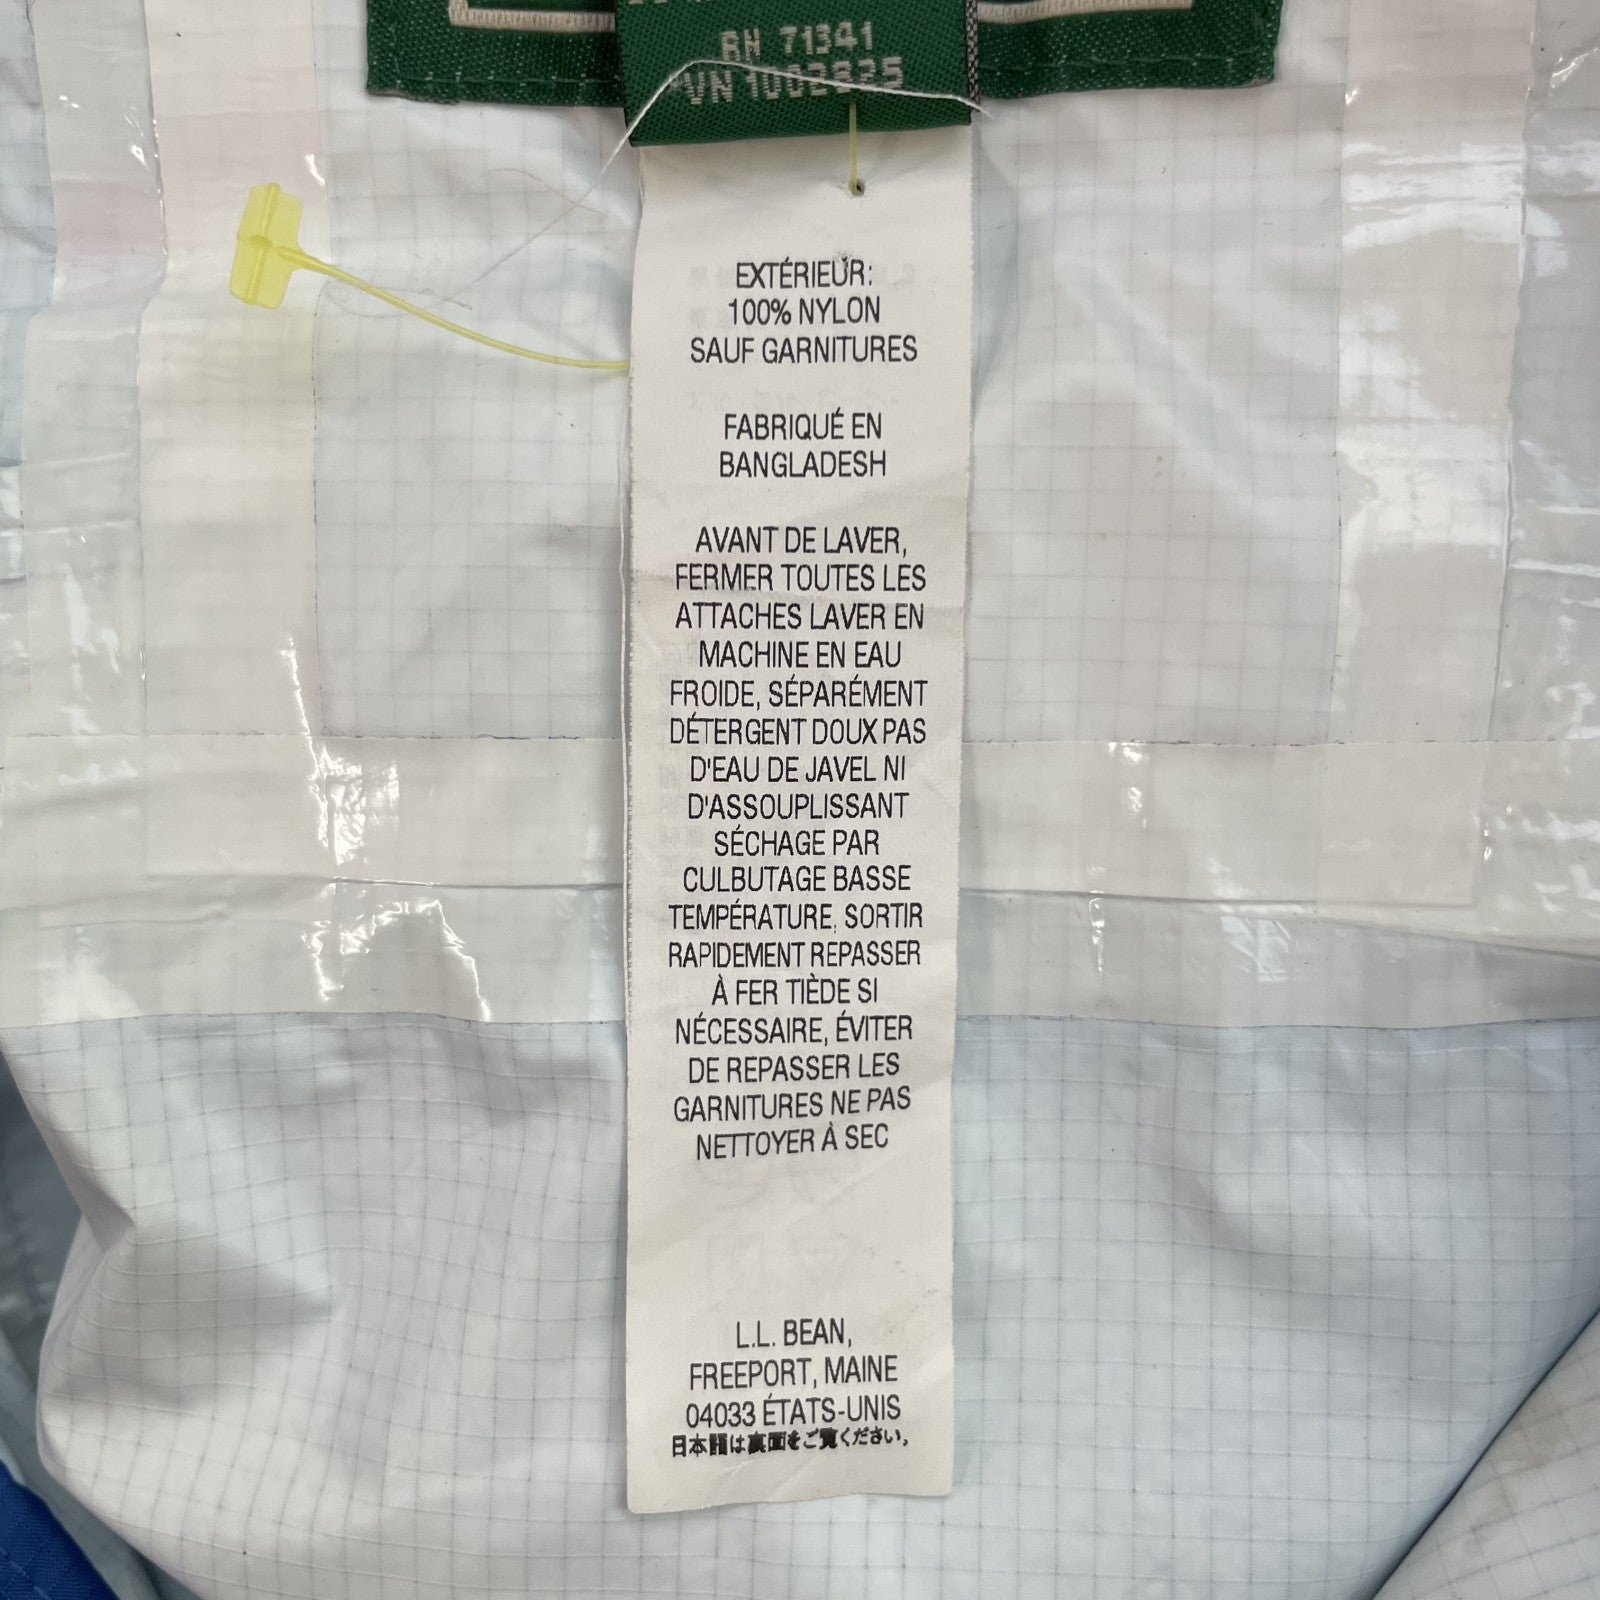 RN 71341
VN 1002825
EXTÉRIEUR:
100% NYLON
SAUF GARNITURES
FABRIQUÉ EN
BANGLADESH
AVANT DE LAVER,
FERMER TOUTES LES
ATTACHES LAVER EN
MACHINE EN EAU
FROIDE, SÉPARÉMENT
DÉTERGENT DOUX PAS
D'EAU DE JAVEL NI
D'ASSOUPLISSANT
SÉCHAGE PAR
CULBUTAGE BASSE
TEMPÉRATURE, SORTIR
RAPIDEMENT REPASSER
À FER TIÈDE SI
NÉCESSAIRE, ÉVITER
DE REPASSER LES
GARNITURES NE PAS
NETTOYER À SEC
L.L. BEAN,
FREEPORT, MAINE
04033 ÉTATS-UNIS
日本語は裏面をご覧ください。